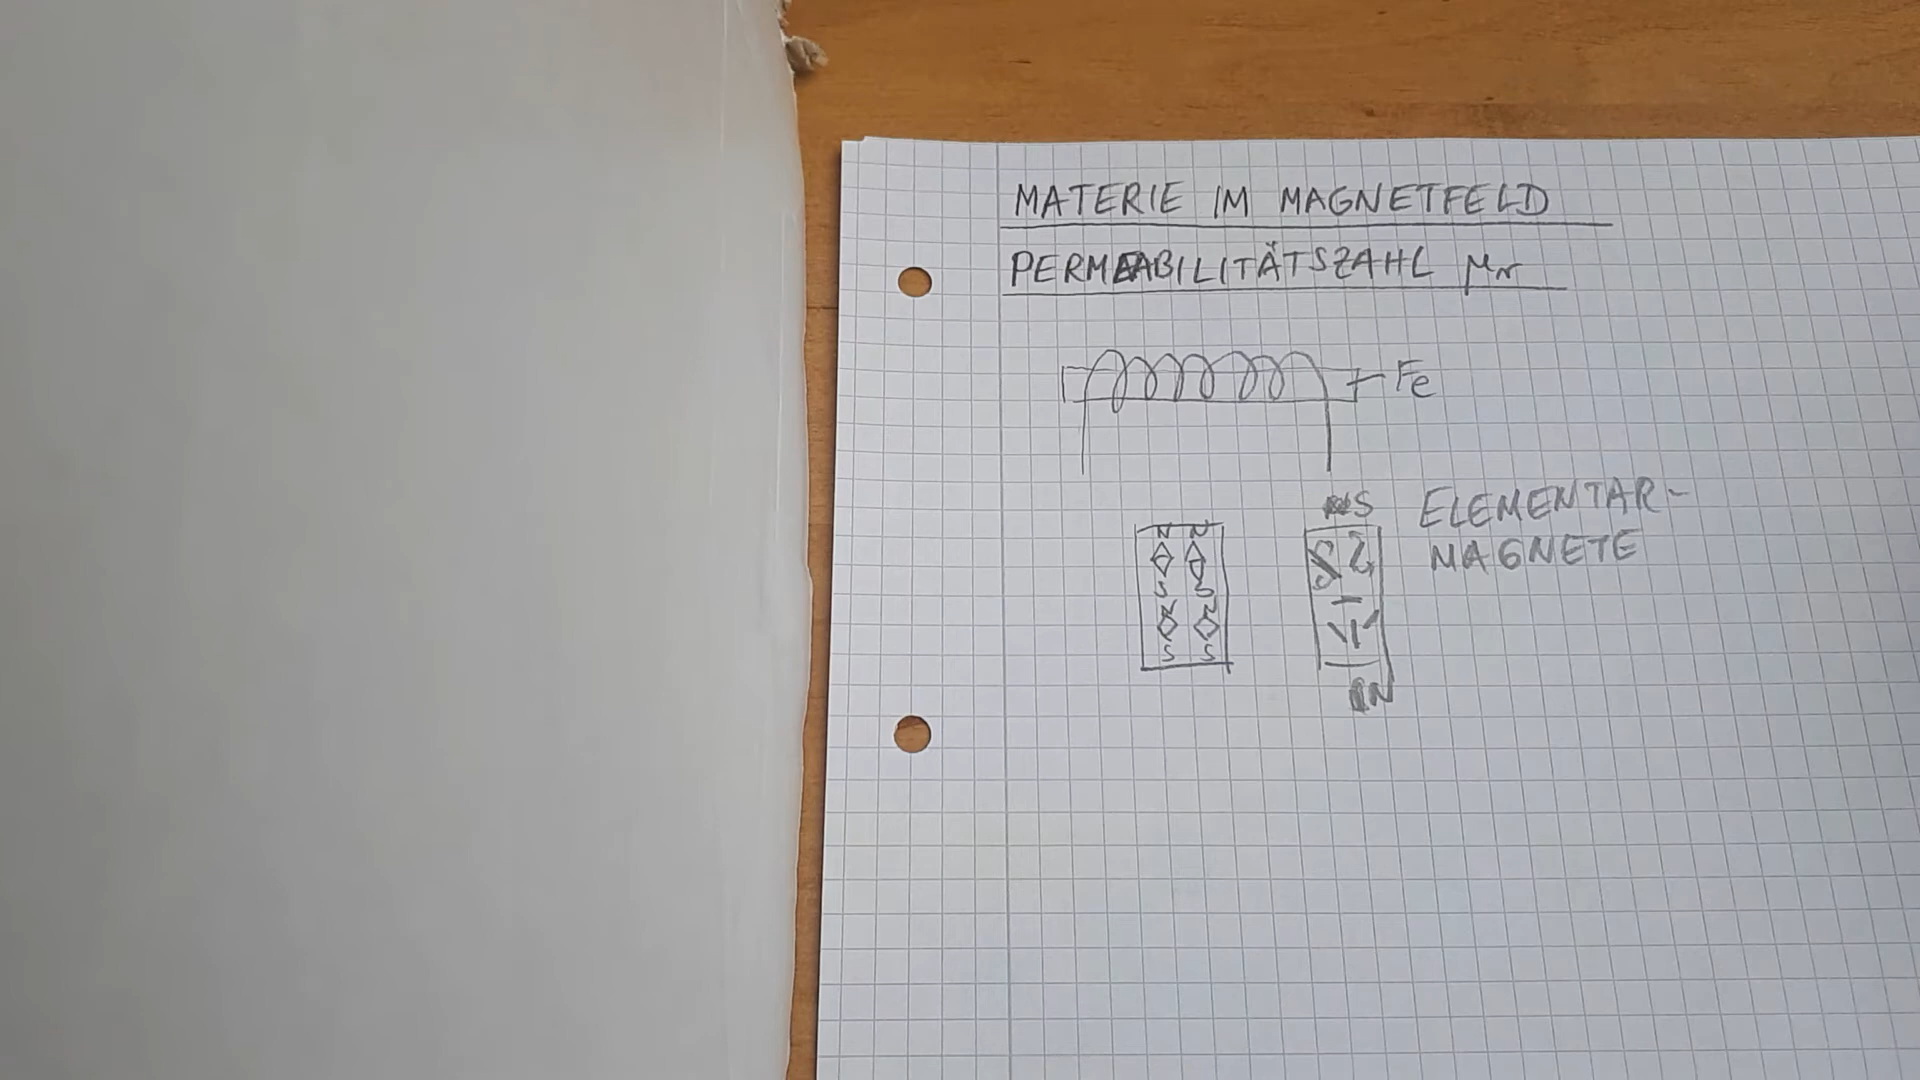 MATERIE IM MAGNETFELD
PERMEABILITÄTSZAHL μr
Fe
S ELEMENTAR-
MAGNETE
N N
S S
N N
S S
N